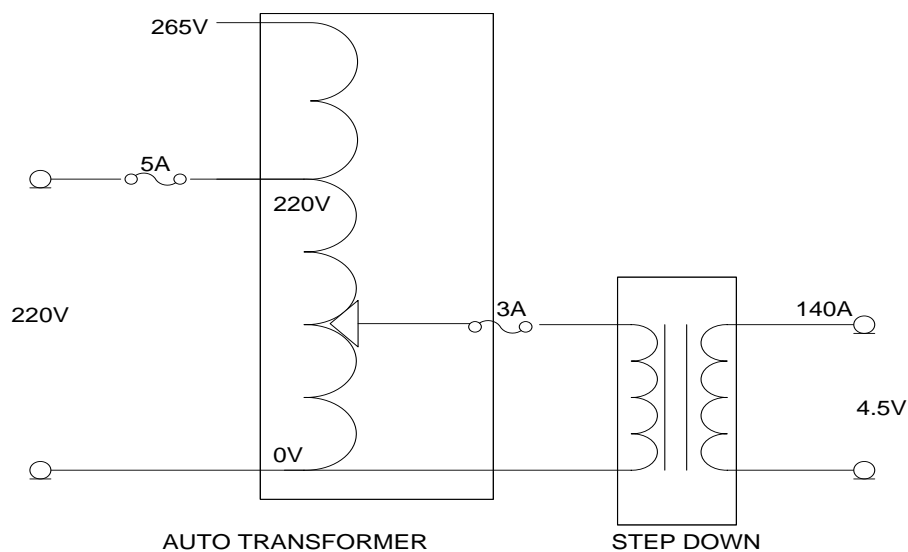 265V
5A
220V
220V
3A
140A
4.5V
0V
AUTO TRANSFORMER
STEP DOWN